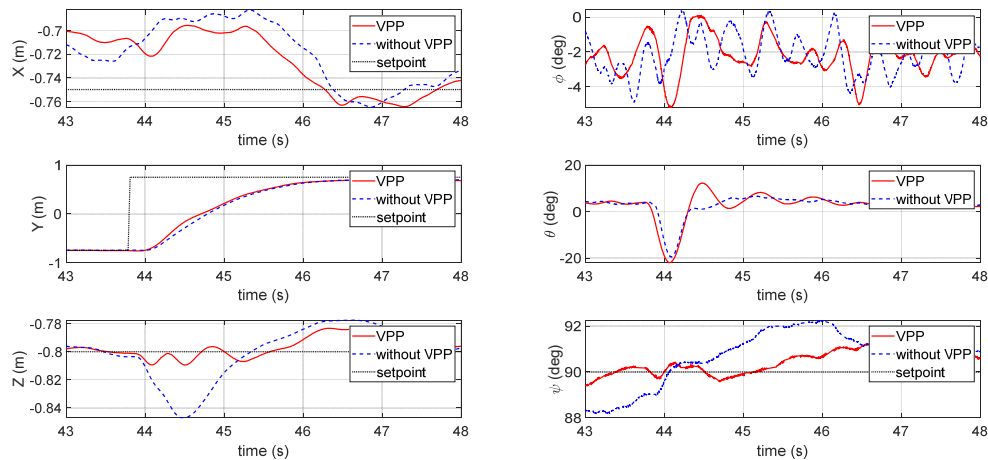 X (m)
-0.7
-0.72
-0.74
-0.76
VPP
without VPP
setpoint
43 44 45 46 47 48
time (s)
ϕ (deg)
0
-2
-4
VPP
without VPP
43 44 45 46 47 48
time (s)
Y (m)
1
0
-1
VPP
without VPP
setpoint
43 44 45 46 47 48
time (s)
θ (deg)
20
0
-20
VPP
without VPP
43 44 45 46 47 48
time (s)
Z (m)
-0.78
-0.8
-0.82
-0.84
VPP
without VPP
setpoint
43 44 45 46 47 48
time (s)
ψ (deg)
92
90
88
VPP
without VPP
setpoint
43 44 45 46 47 48
time (s)